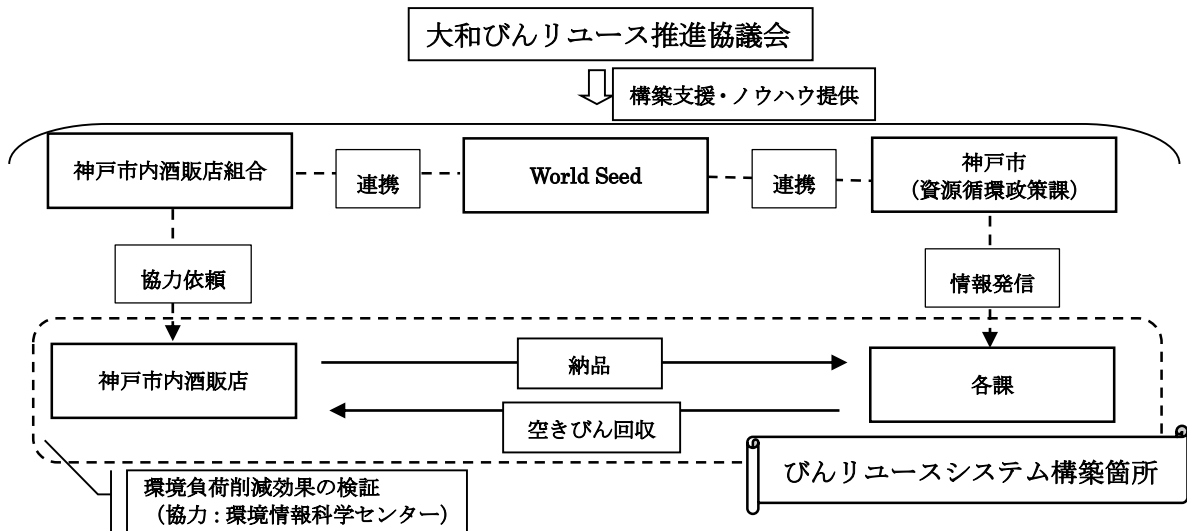 大和びんリユース推進協議会
構築支援・ノウハウ提供
神戸市内酒販店組合
連携
World Seed
連携
神戸市
（資源循環政策課）
協力依頼
情報発信
神戸市内酒販店
納品
各課
空きびん回収
びんリユースシステム構築箇所
環境負荷削減効果の検証
（協力：環境情報科学センター）